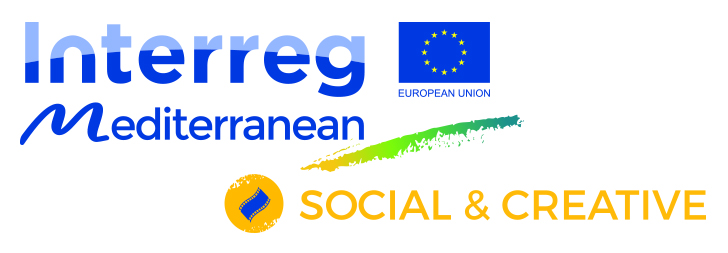 Interreg
EUROPEAN UNION
Mediterranean
SOCIAL & CREATIVE